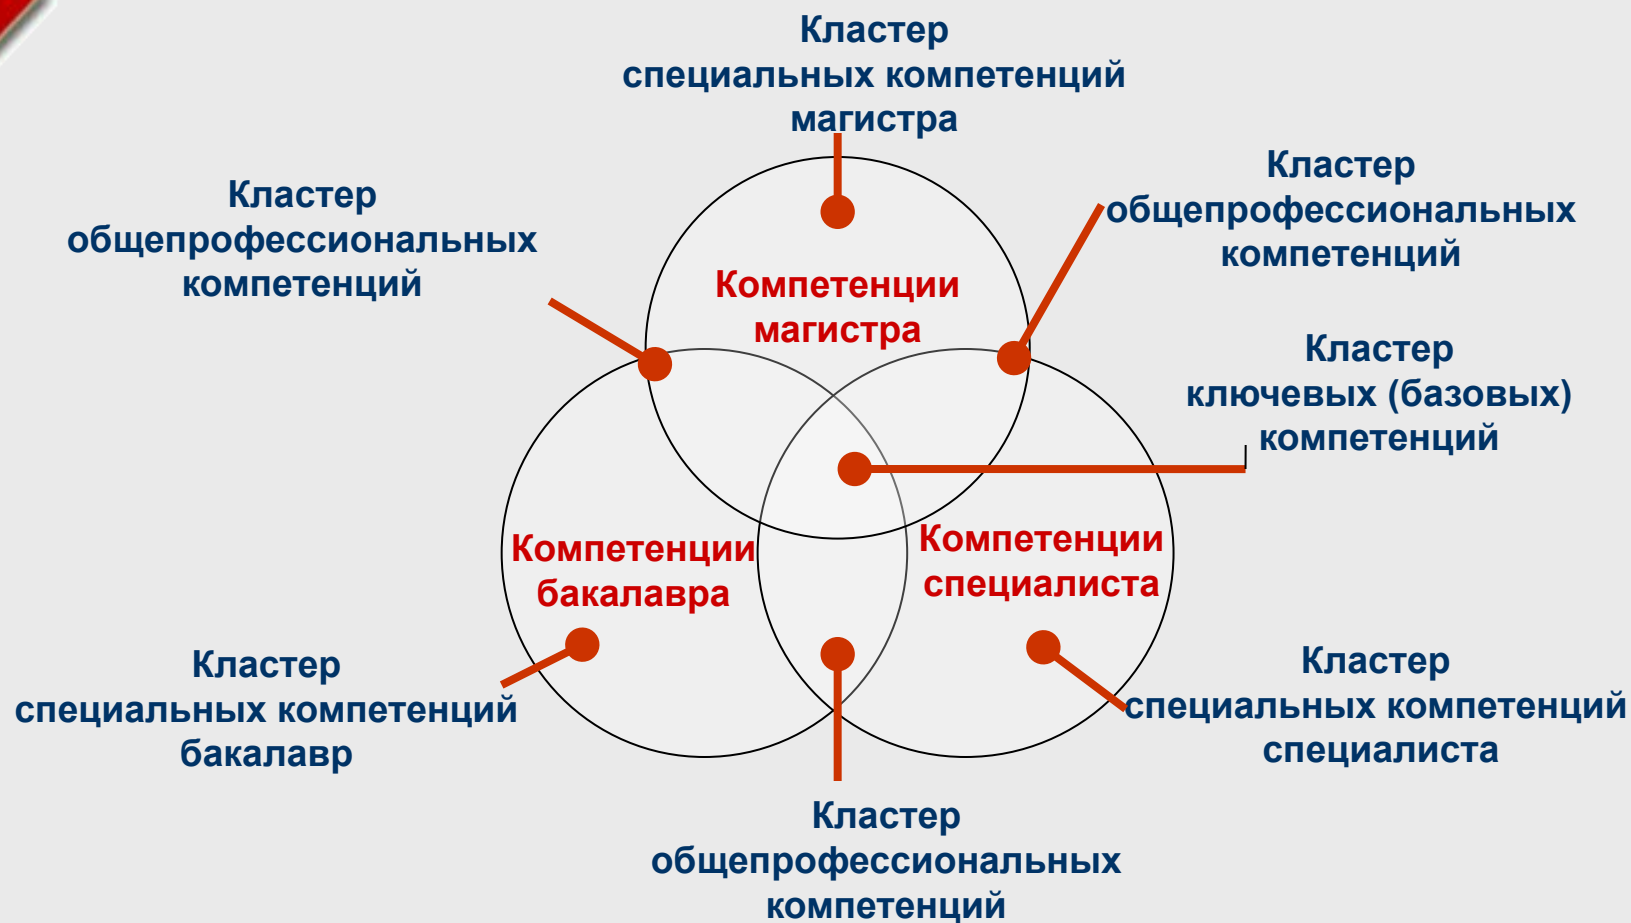 Кластер
специальных компетенций
магистра
Кластер
общепрофессиональных
компетенций
Кластер
общепрофессиональных
компетенций
Компетенции
магистра
Кластер
ключевых (базовых)
компетенций
Компетенции
бакалавра
Компетенции
специалиста
Кластер
специальных компетенций
бакалавр
Кластер
специальных компетенций
специалиста
Кластер
общепрофессиональных
компетенций